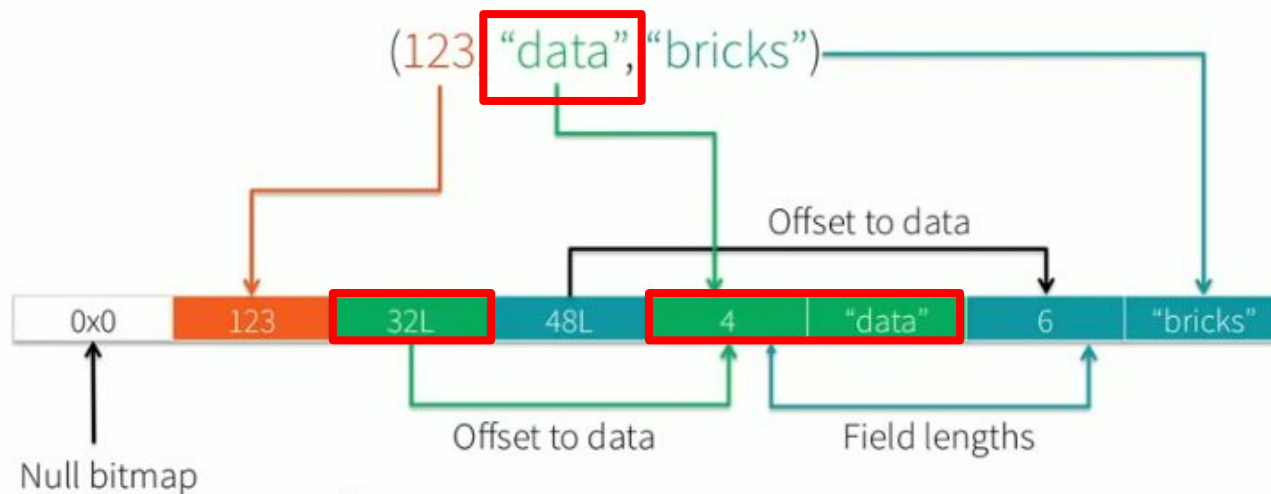 (123, “data”, “bricks”)
Offset to data
0x0 123 32L 48L 4 “data” 6 “bricks”
Offset to data Field lengths
Null bitmap